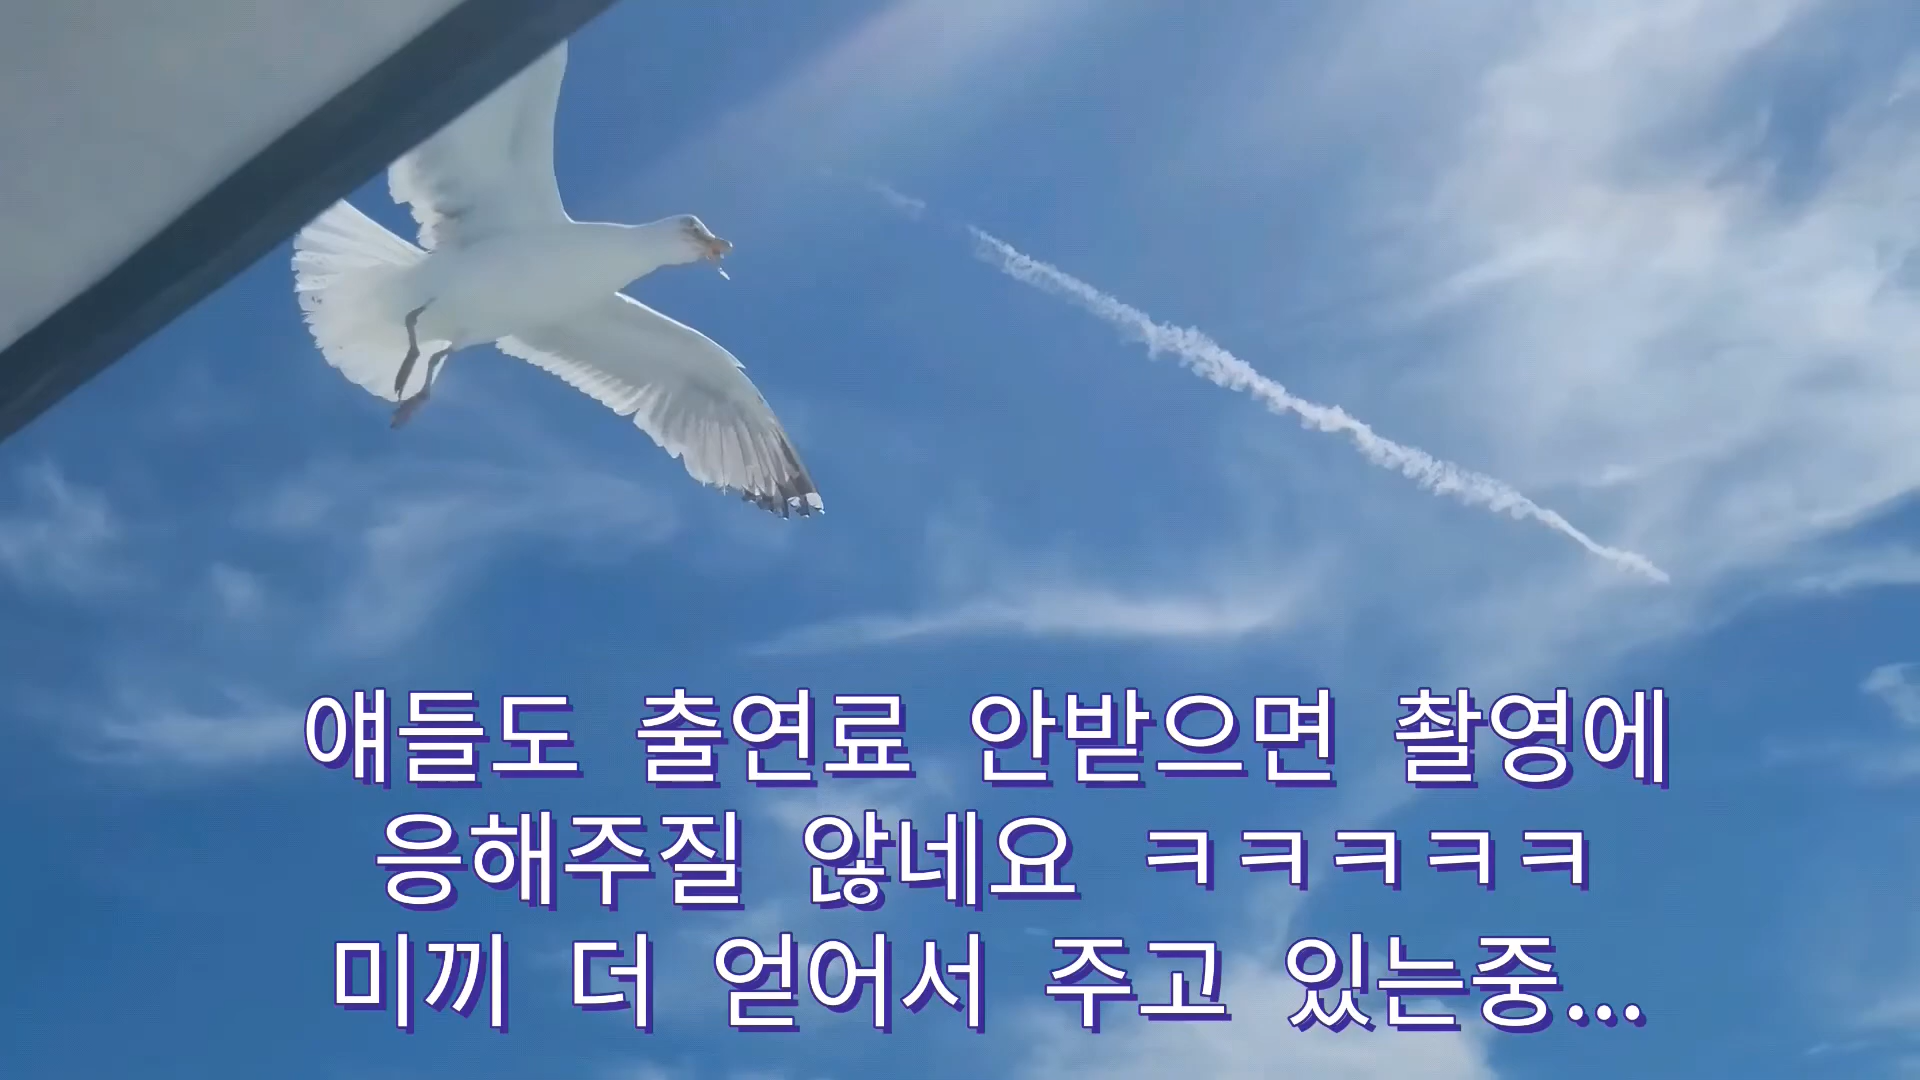 얘들도 출연료 안받으면 촬영에
응해주질 않네요 ㅋㅋㅋㅋㅋ
미끼 더 얻어서 주고 있는중...